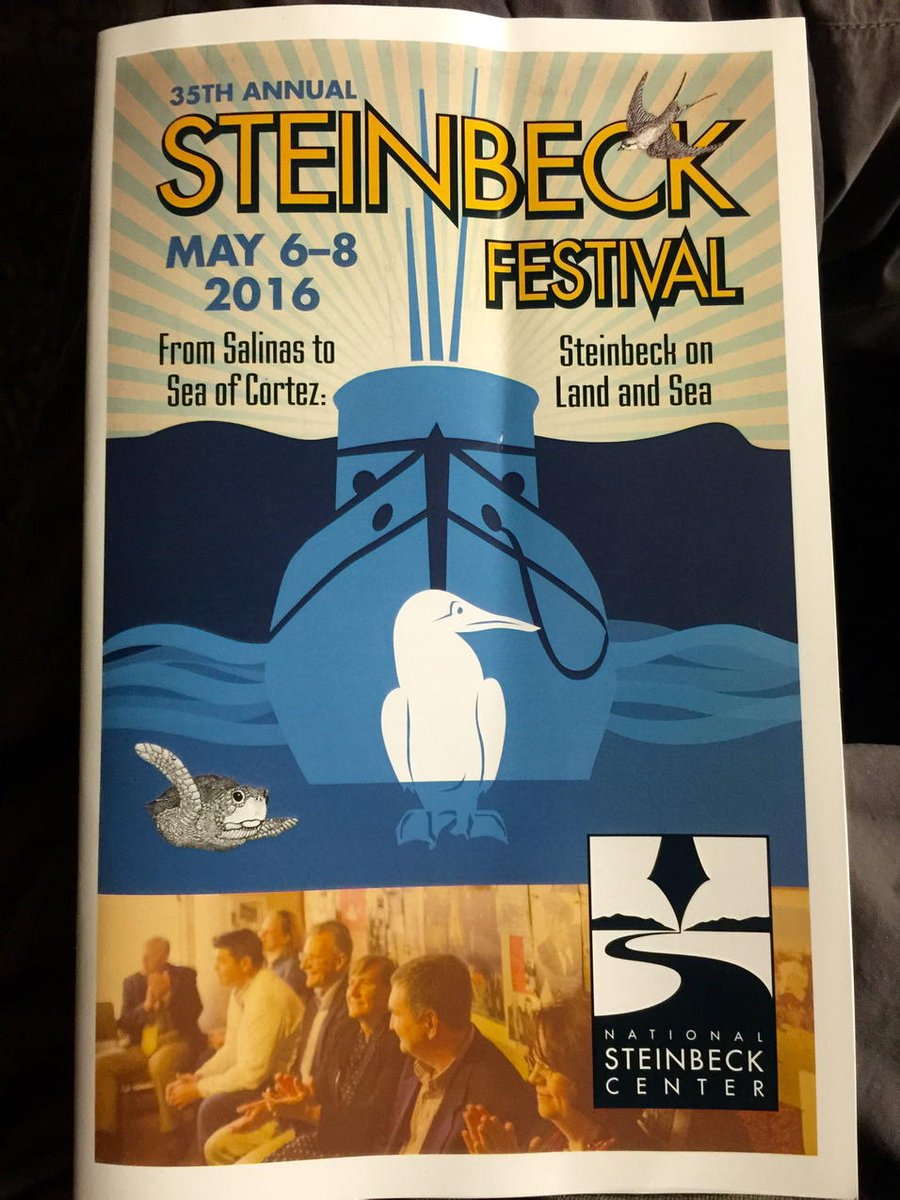 35TH ANNUAL
STEINBECK
FESTIVAL
MAY 6–8
2016
From Salinas to
Sea of Cortez:
Steinbeck on
Land and Sea
NATIONAL
STEINBECK
CENTER